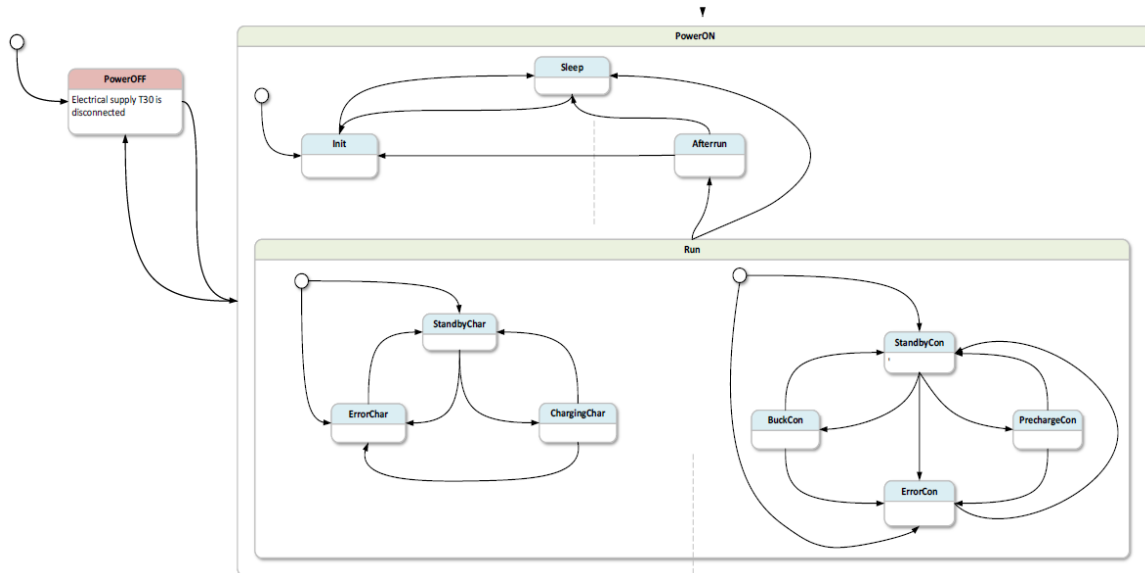 PowerON
PowerOFF
Electrical supply T30 is
disconnected
Sleep
Init
Afterrun
Run
StandbyChar
ErrorChar
ChargingChar
StandbyCon
BuckCon
PrechargeCon
ErrorCon